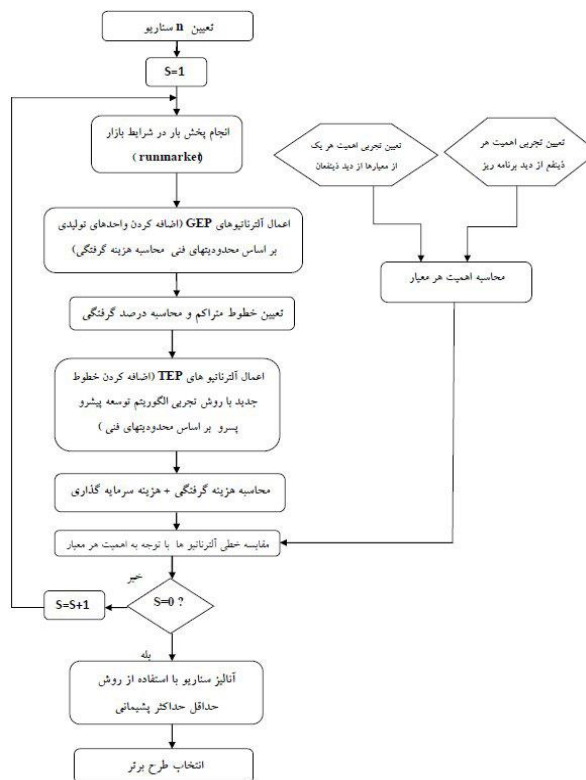 تعیین n سناریو
S=1
انجام پخش بار در شرایط بازار
(runmarket )
اعمال آلترناتیوهای GEP (اضافه کردن واحدهای تولیدی
بر اساس محدودیتهای فنی محاسبه هزینه گرفتگی)
تعیین خطوط متراکم و محاسبه درصد گرفتگی
اعمال آلترناتیو های TEP (اضافه کردن خطوط
جدید با روش تجربی الگوریتم توسعه پیشرو
پسرو بر اساس محدودیتهای فنی )
محاسبه هزینه گرفتگی + هزینه سرمایه گذاری
تعیین تجربی اهمیت هر
ذینفع از دید برنامه ریز
تعیین تجربی اهمیت هر یک
از معیارها از دید ذینفعان
محاسبه اهمیت هر معیار
مقایسه خطی آلترناتیو ها با توجه به اهمیت هر معیار
خیر
S=0 ?
S=S+1
بله
آنالیز سناریو با استفاده از روش
حداقل حداکثر پشیمانی
انتخاب طرح برتر